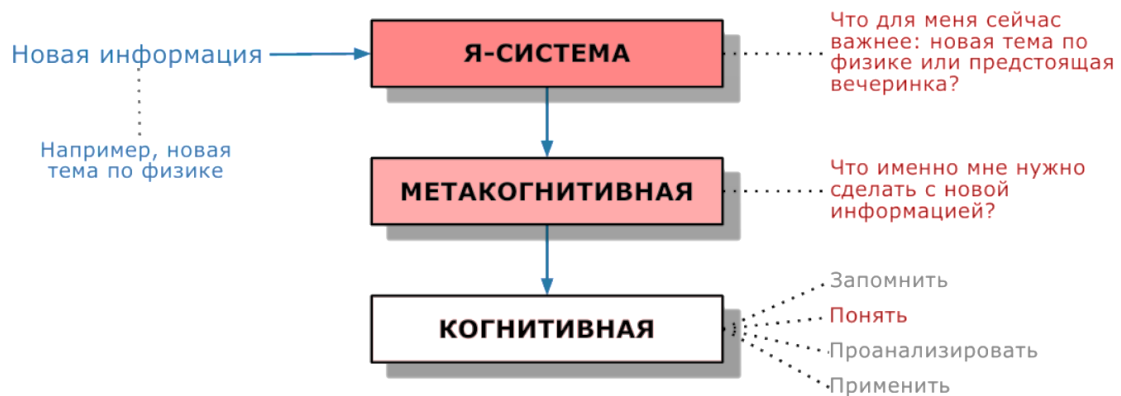 Новая информация
Например, новая
тема по физике
Я-СИСТЕМА
Что для меня сейчас
важнее: новая тема по
физике или предстоящая
вечеринка?
МЕТАКОГНИТИВНАЯ
Что именно мне нужно
сделать с новой
информацией?
КОГНИТИВНАЯ
Запомнить
Понять
Проанализировать
Применить